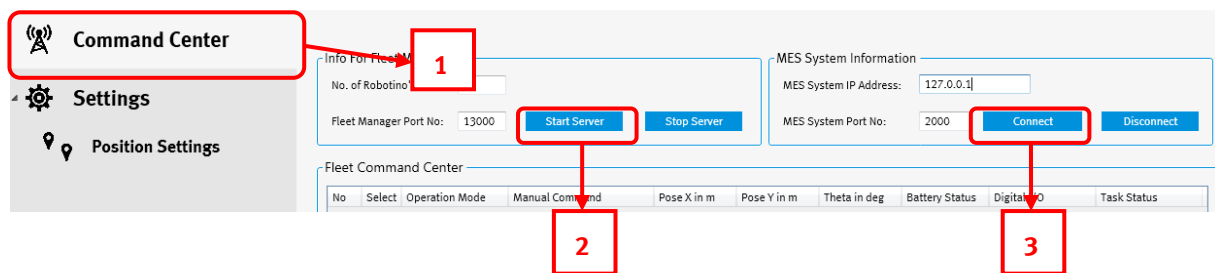 Command Center
Settings
Position Settings
1
Info For Fleet M
No. of Robotino'
Fleet Manager Port No: 13000 Start Server Stop Server
MES System Information
MES System IP Address: 127.0.0.1
MES System Port No: 2000 Connect Disconnect
Fleet Command Center
No Select Operation Mode Manual Command Pose X in m Pose Y in m Theta in deg Battery Status Digital I/O Task Status
2
3